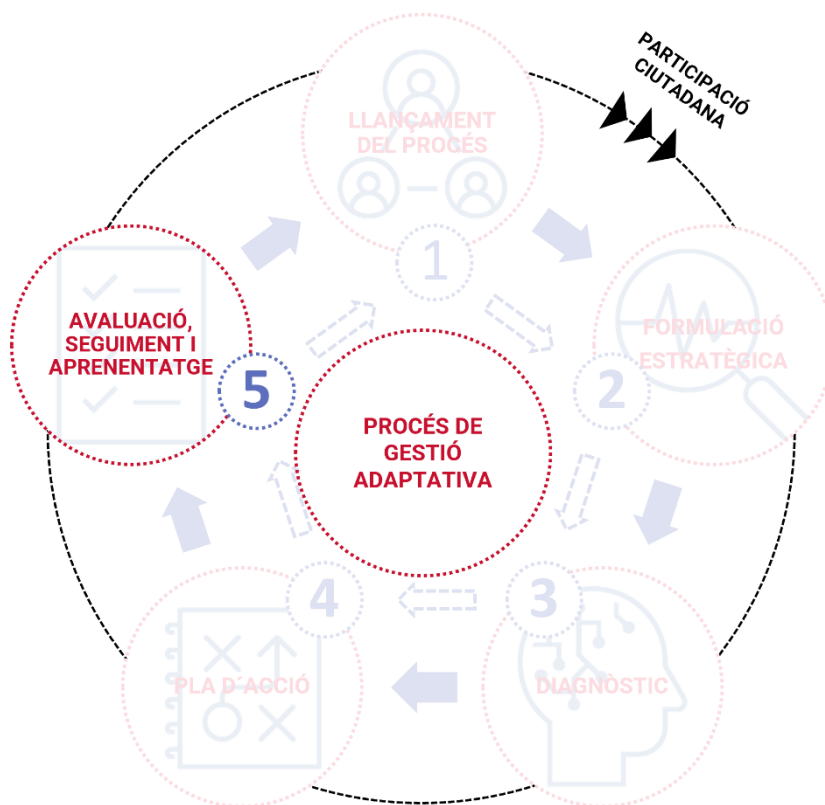 PARTICIPACIÓ
CIUTADANA
LLANÇAMENT
DEL PROCÉS
1
FORMULACIÓ
ESTRATÈGICA
2
DIAGNÒSTIC
3
PLA D´ACCIÓ
4
AVALUACIÓ,
SEGUIMENT I
APRENENTATGE
5
PROCÉS DE
GESTIÓ
ADAPTATIVA